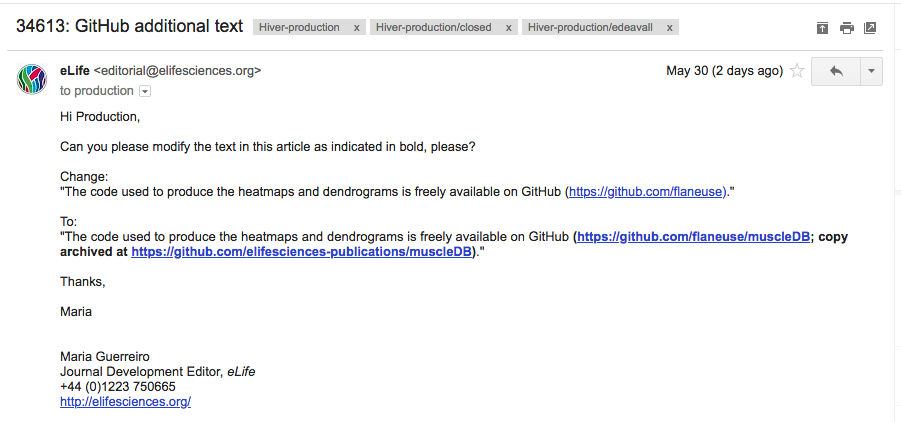 34613: GitHub additional text Hiver-production x Hiver-production/closed x Hiver-production/edeavall x
eLife <editorial@elifesciences.org> May 30 (2 days ago)
to production
Hi Production,
Can you please modify the text in this article as indicated in bold, please?
Change:
"The code used to produce the heatmaps and dendrograms is freely available on GitHub (https://github.com/flaneuse)."
To:
"The code used to produce the heatmaps and dendrograms is freely available on GitHub (https://github.com/flaneuse/muscleDB; copy
archived at https://github.com/elifesciences-publications/muscleDB)."
Thanks,
Maria
Maria Guerreiro
Journal Development Editor, eLife
+44 (0)1223 750665
http://elifesciences.org/